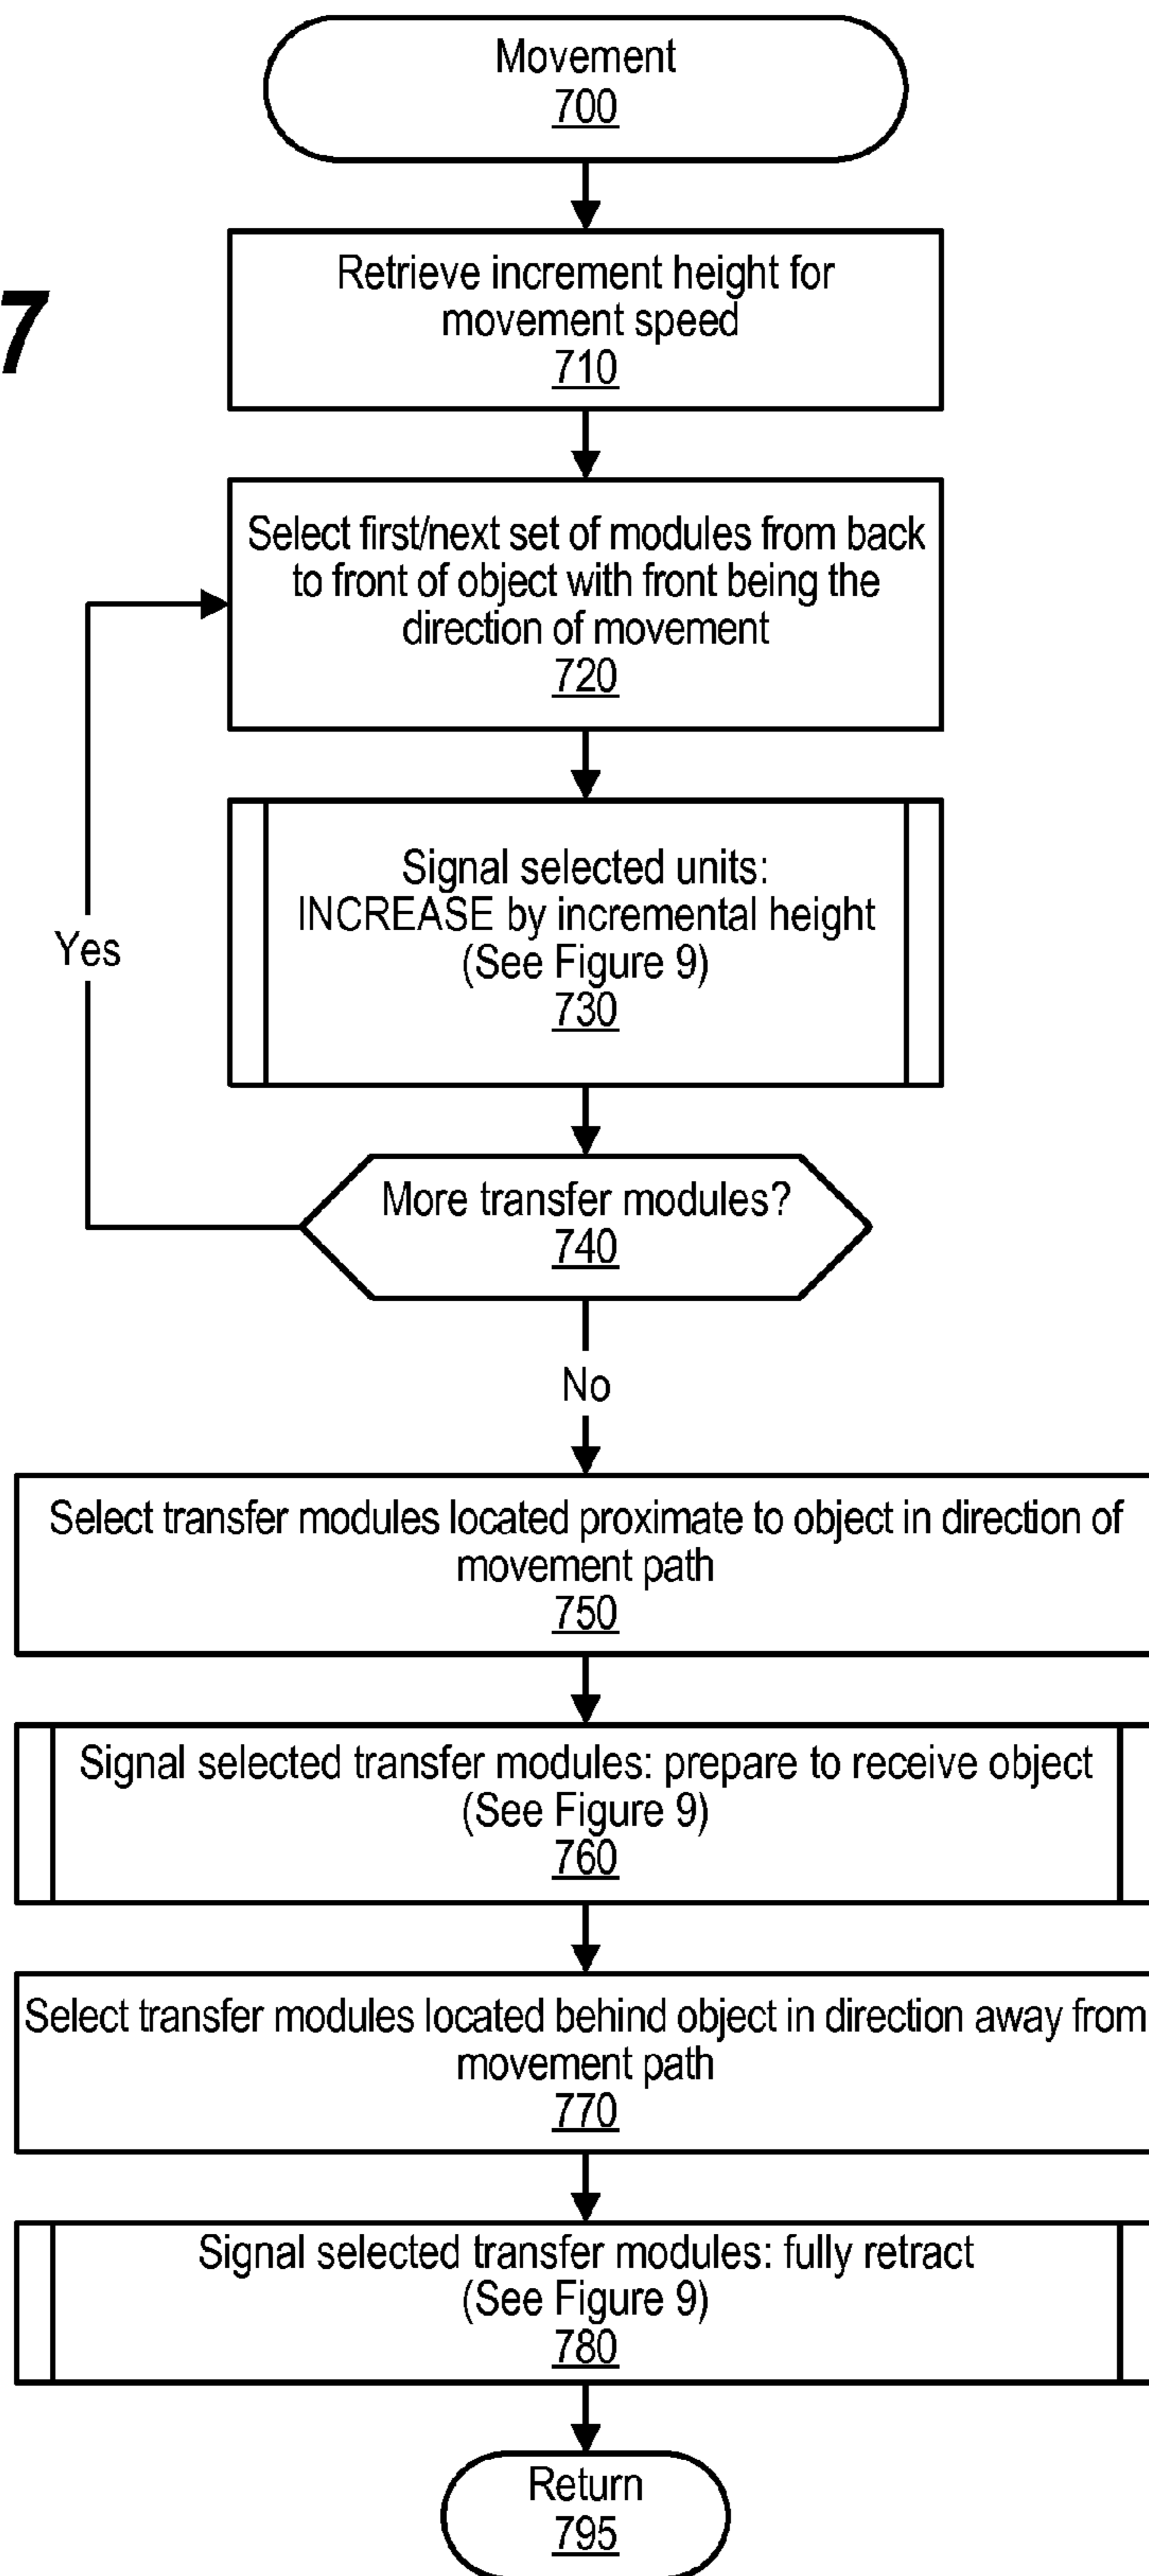 Movement
700
7
Retrieve increment height for
movement speed
710
Select first/next set of modules from back
to front of object with front being the
direction of movement
720
Signal selected units:
INCREASE by incremental height
(See Figure 9)
730
Yes
More transfer modules?
740
No
Select transfer modules located proximate to object in direction of
movement path
750
Signal selected transfer modules: prepare to receive object
(See Figure 9)
760
Select transfer modules located behind object in direction away from
movement path
770
Signal selected transfer modules: fully retract
(See Figure 9)
780
Return
795